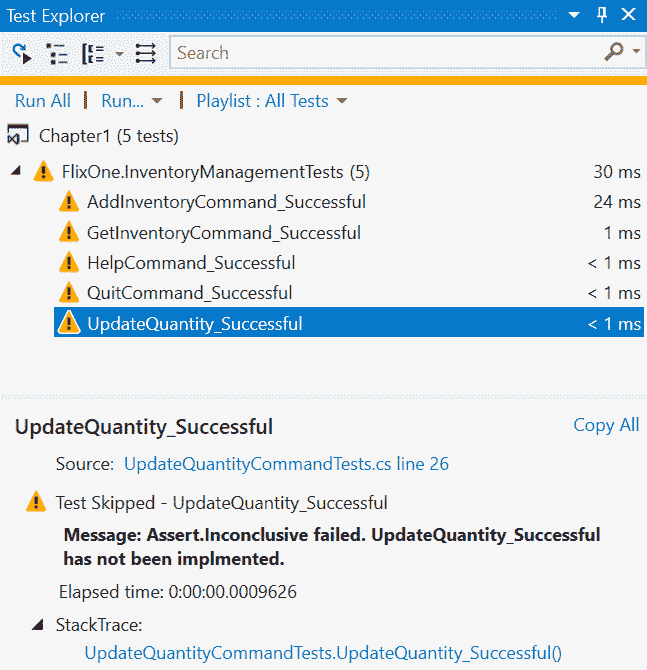 Test Explorer
Search
Run All | Run... | Playlist : All Tests
Chapter1 (5 tests)
FlixOne.InventoryManagementTests (5) 30 ms
AddInventoryCommand_Successful 24 ms
GetInventoryCommand_Successful 1 ms
HelpCommand_Successful < 1 ms
QuitCommand_Successful < 1 ms
UpdateQuantity_Successful < 1 ms
UpdateQuantity_Successful Copy All
Source: UpdateQuantityCommandTests.cs line 26
Test Skipped - UpdateQuantity_Successful
Message: Assert.Inconclusive failed. UpdateQuantity_Successful
has not been implmented.
Elapsed time: 0:00:00.0009626
StackTrace:
UpdateQuantityCommandTests.UpdateQuantity_Successful()